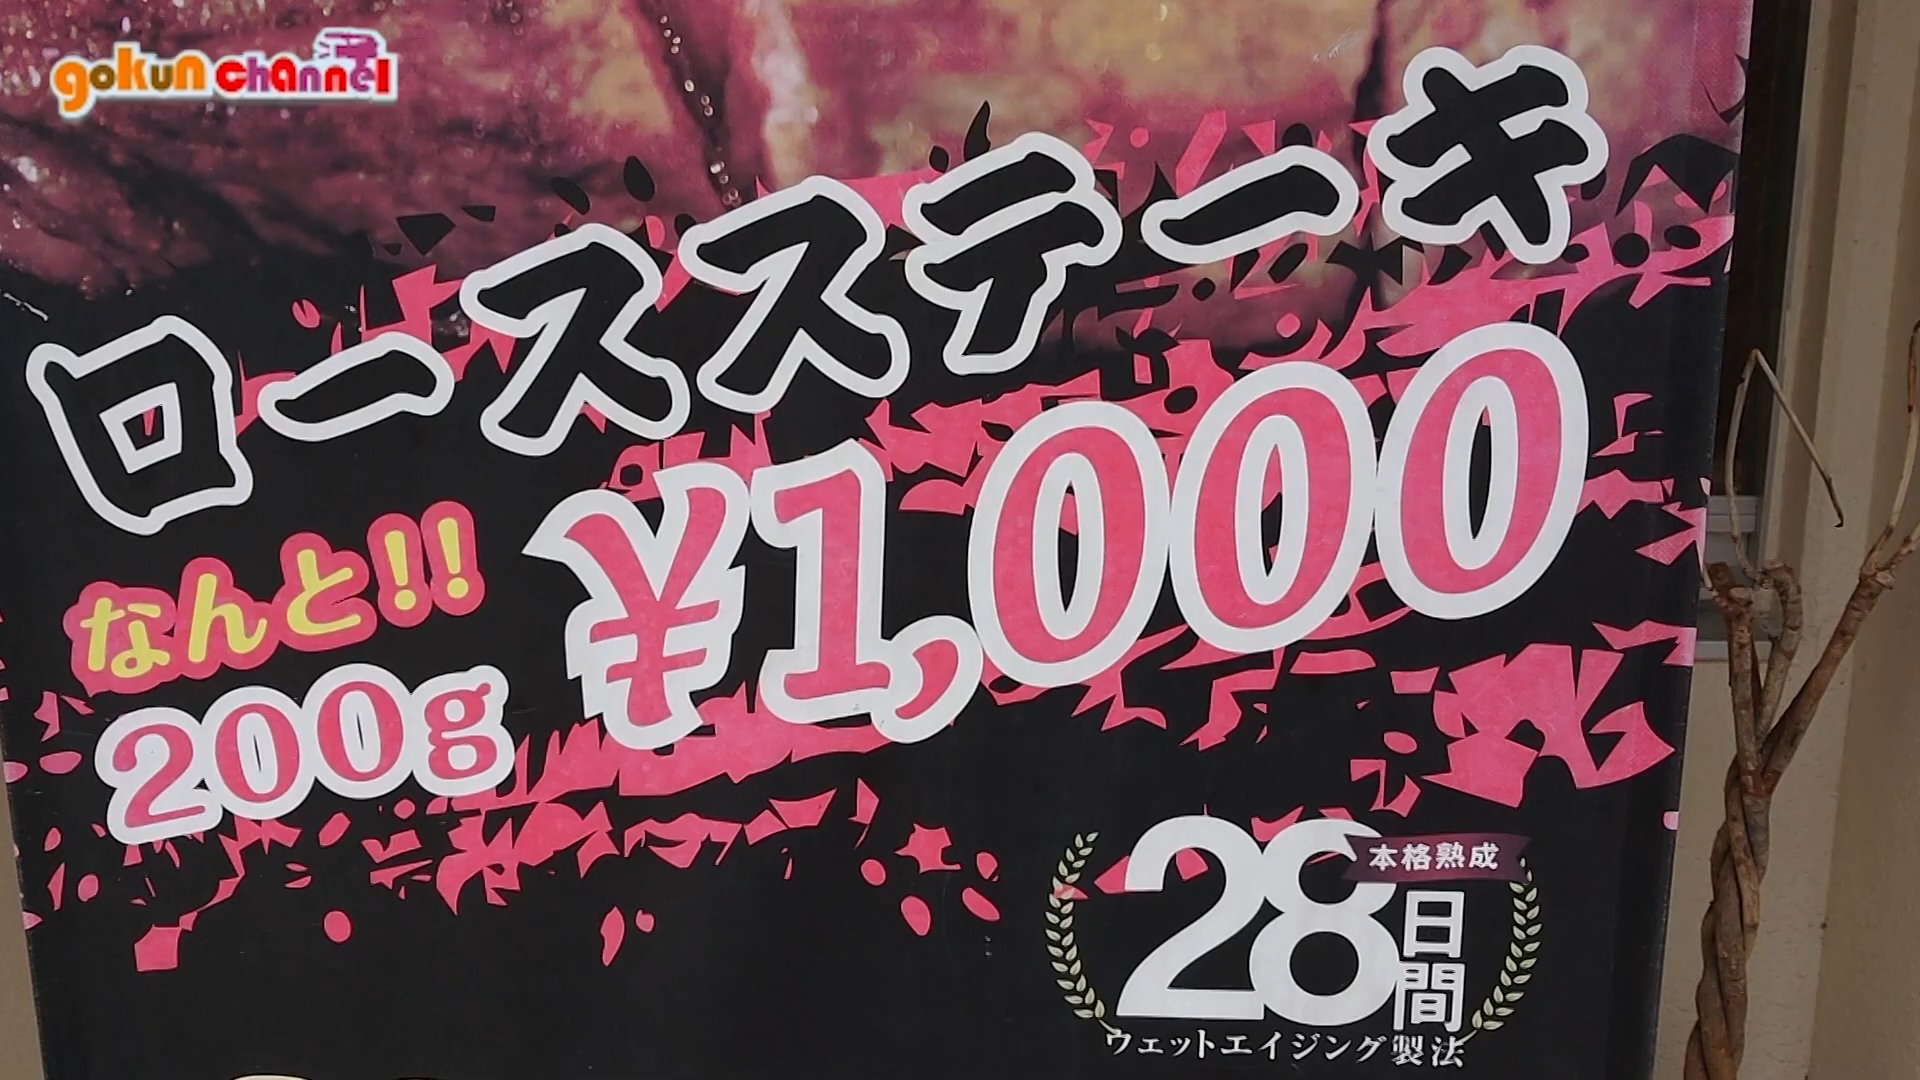 gokun channel
ロースステーキ
なんと!!
200g
¥1,000
本格熟成
28日間
ウェットエイジング製法